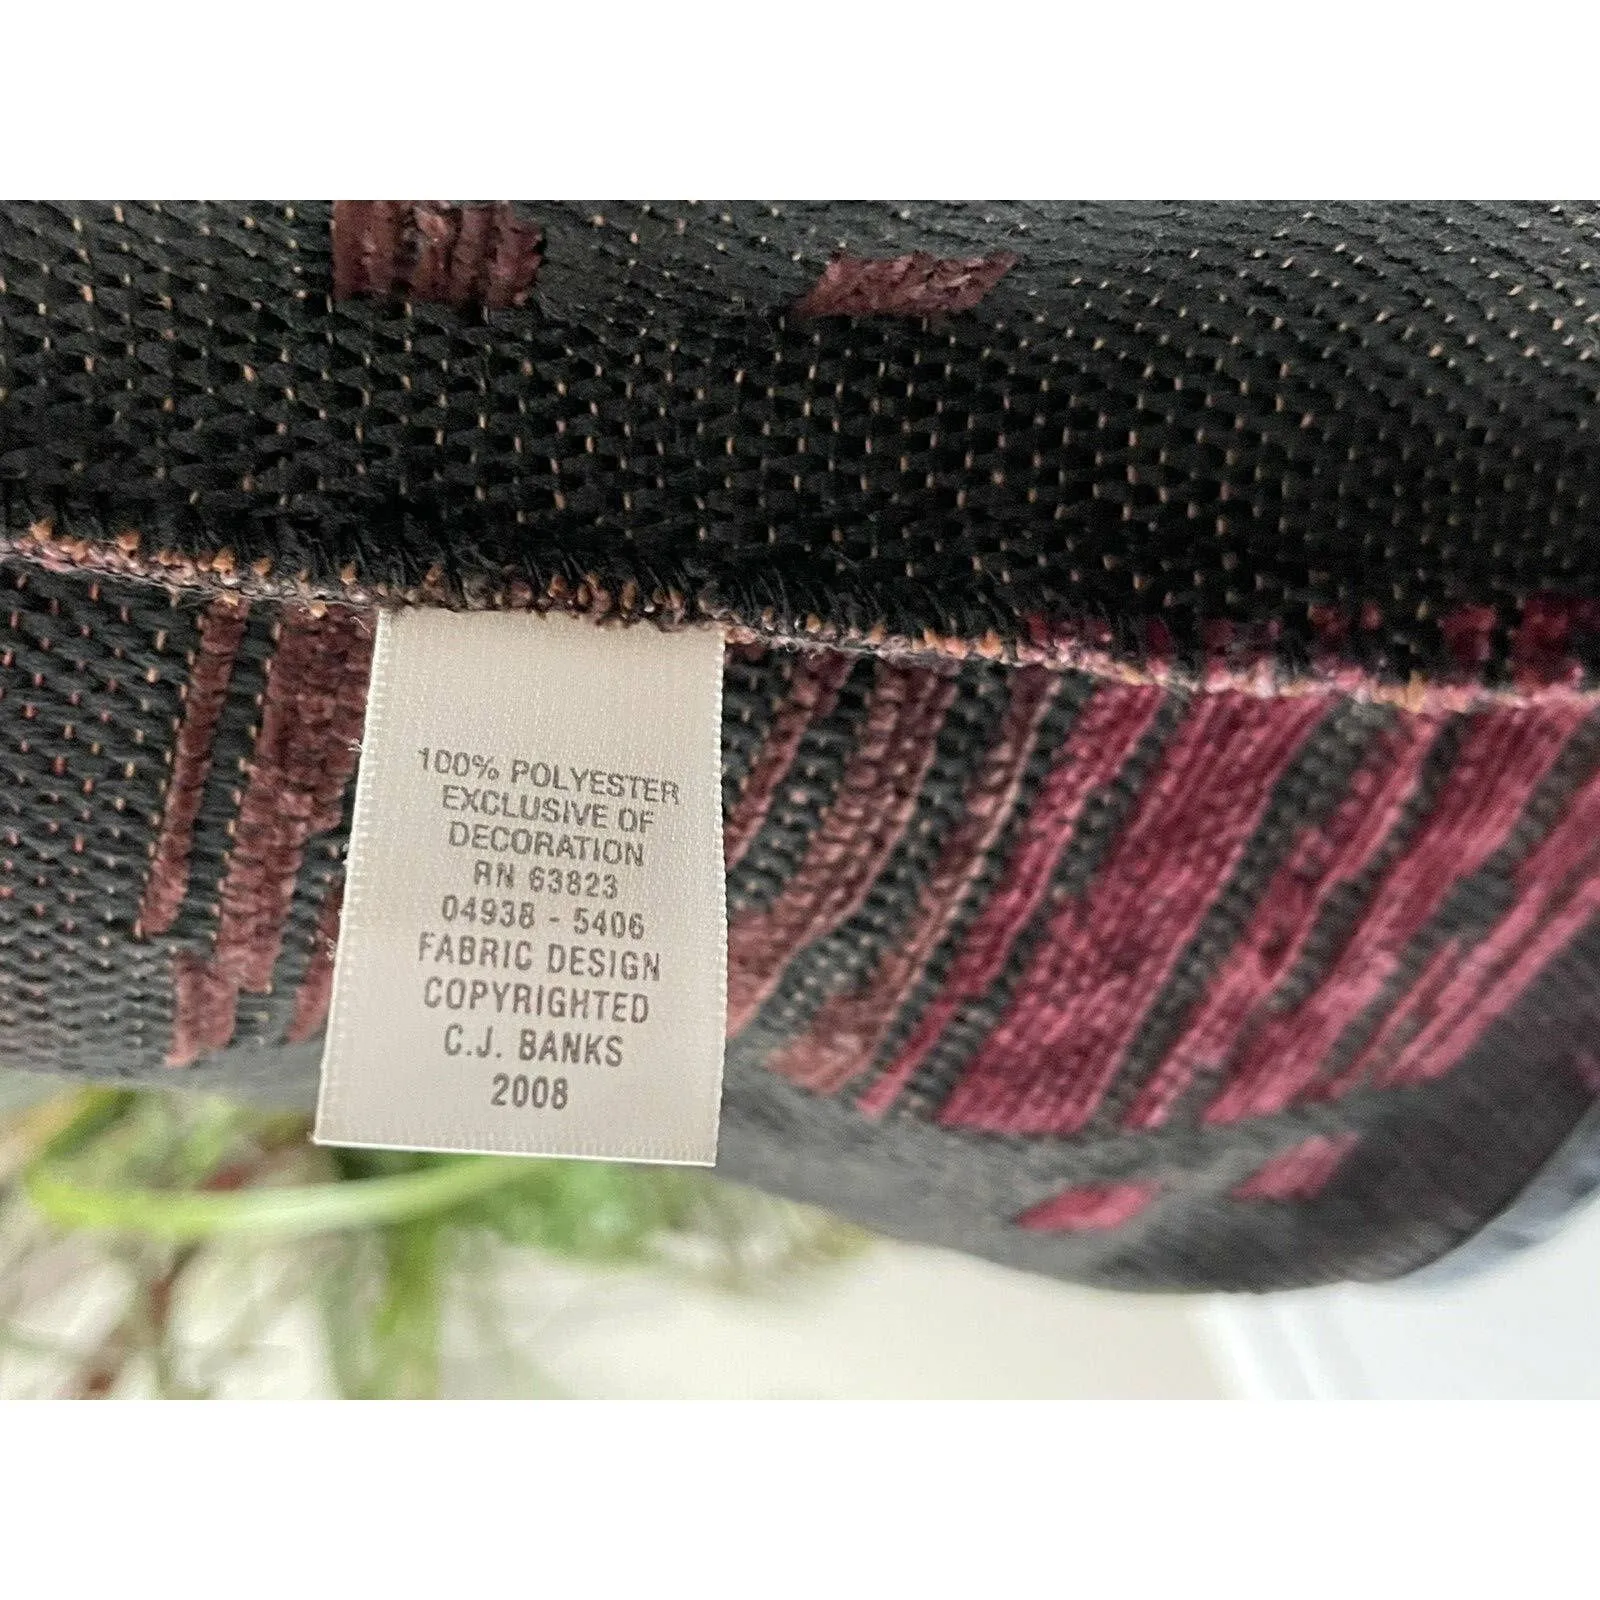 100% POLYESTER
EXCLUSIVE OF
DECORATION
RN 63823
04938 - 5406
FABRIC DESIGN
COPYRIGHTED
C.J. BANKS
2008